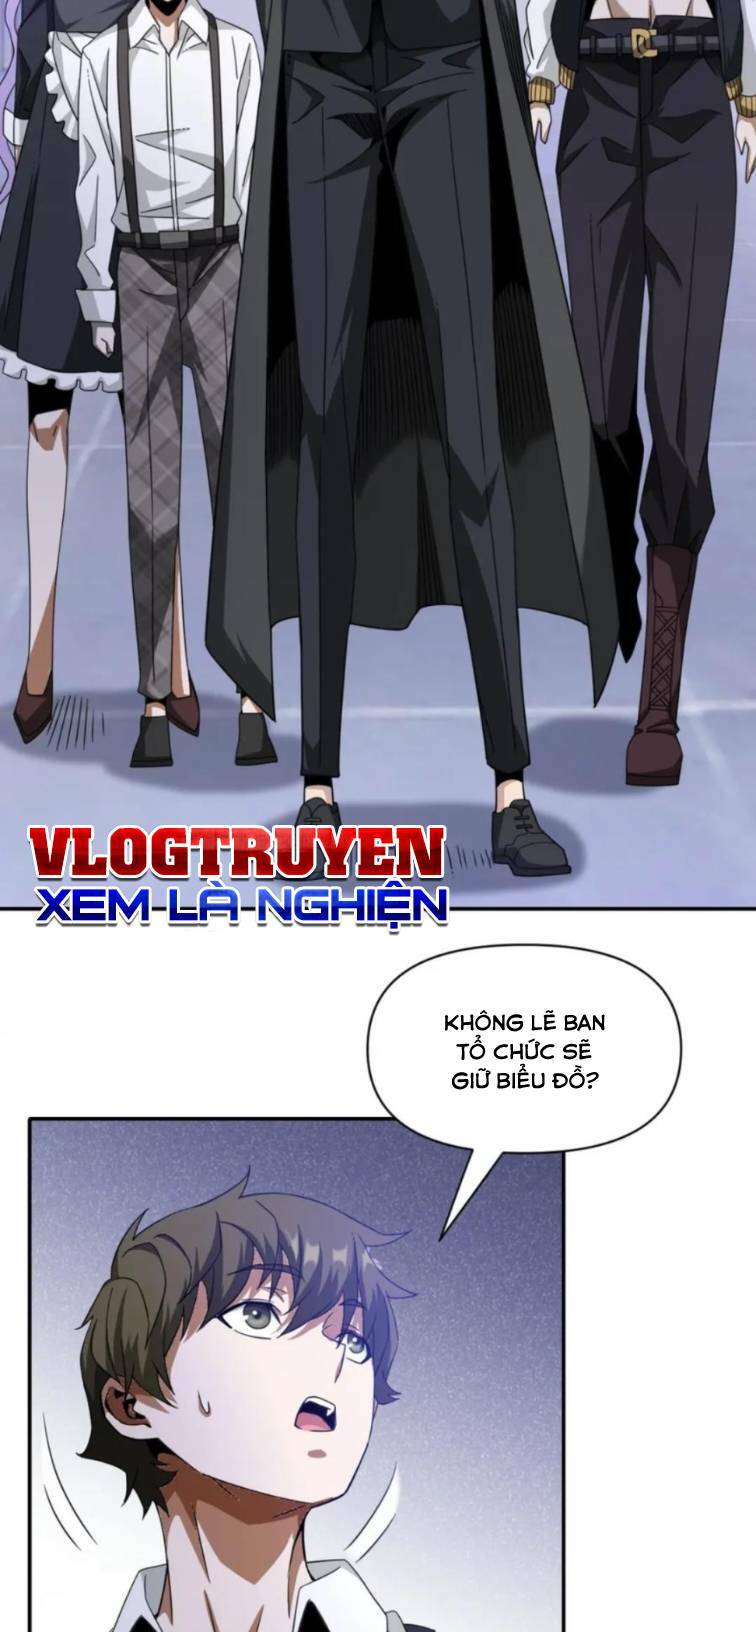 VLOGTRUYEN
XEM LÀ NGHIỆN
KHÔNG LẼ BAN
TỔ CHỨC SẼ
GIỮ BIỂU ĐỒ?